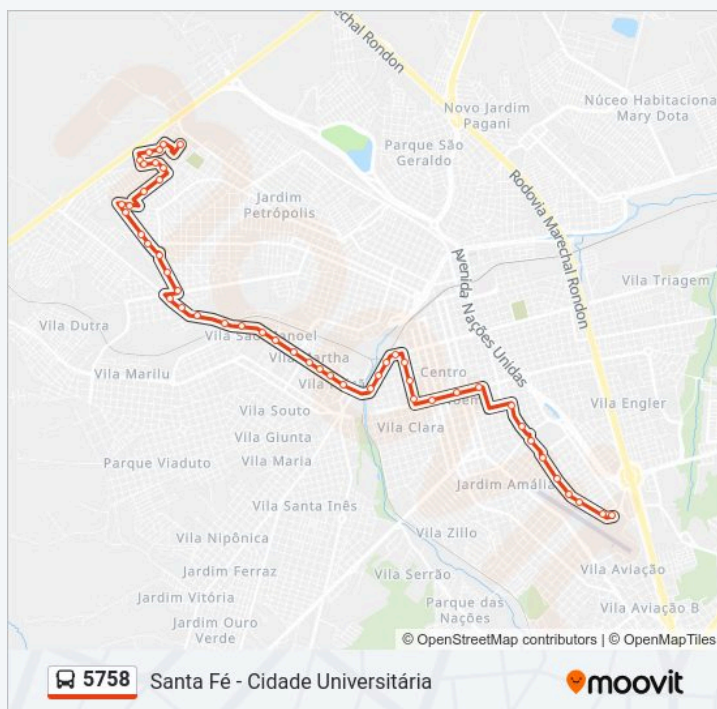 echal Rondon
Novo Jardim
Pagani
Núceo Habitaciona
Mary Dota
Parque São
Geraldo
Rodovia Marechal Rondon
Jardim
Petrópolis
Avenida Nações Unidas
Vila Triagem
Vila Dutra
Vila Marilu
Centro
Vila Souto
Vila Engler
Vila Giunta
Vila Clara
Parque Viaduto
Vila Maria
Jardim Amália
Vila Santa Inês
Vila Nipônica
Vila Zillo
Jardim Ferraz
Vila Serrão
Vila Aviação
Jardim Vitória
Parque das
Nações
Vila Aviação B
Jardim Ouro
Verde
© OpenStreetMap contributors | © OpenMapTiles
5758 Santa Fé - Cidade Universitária
moovit